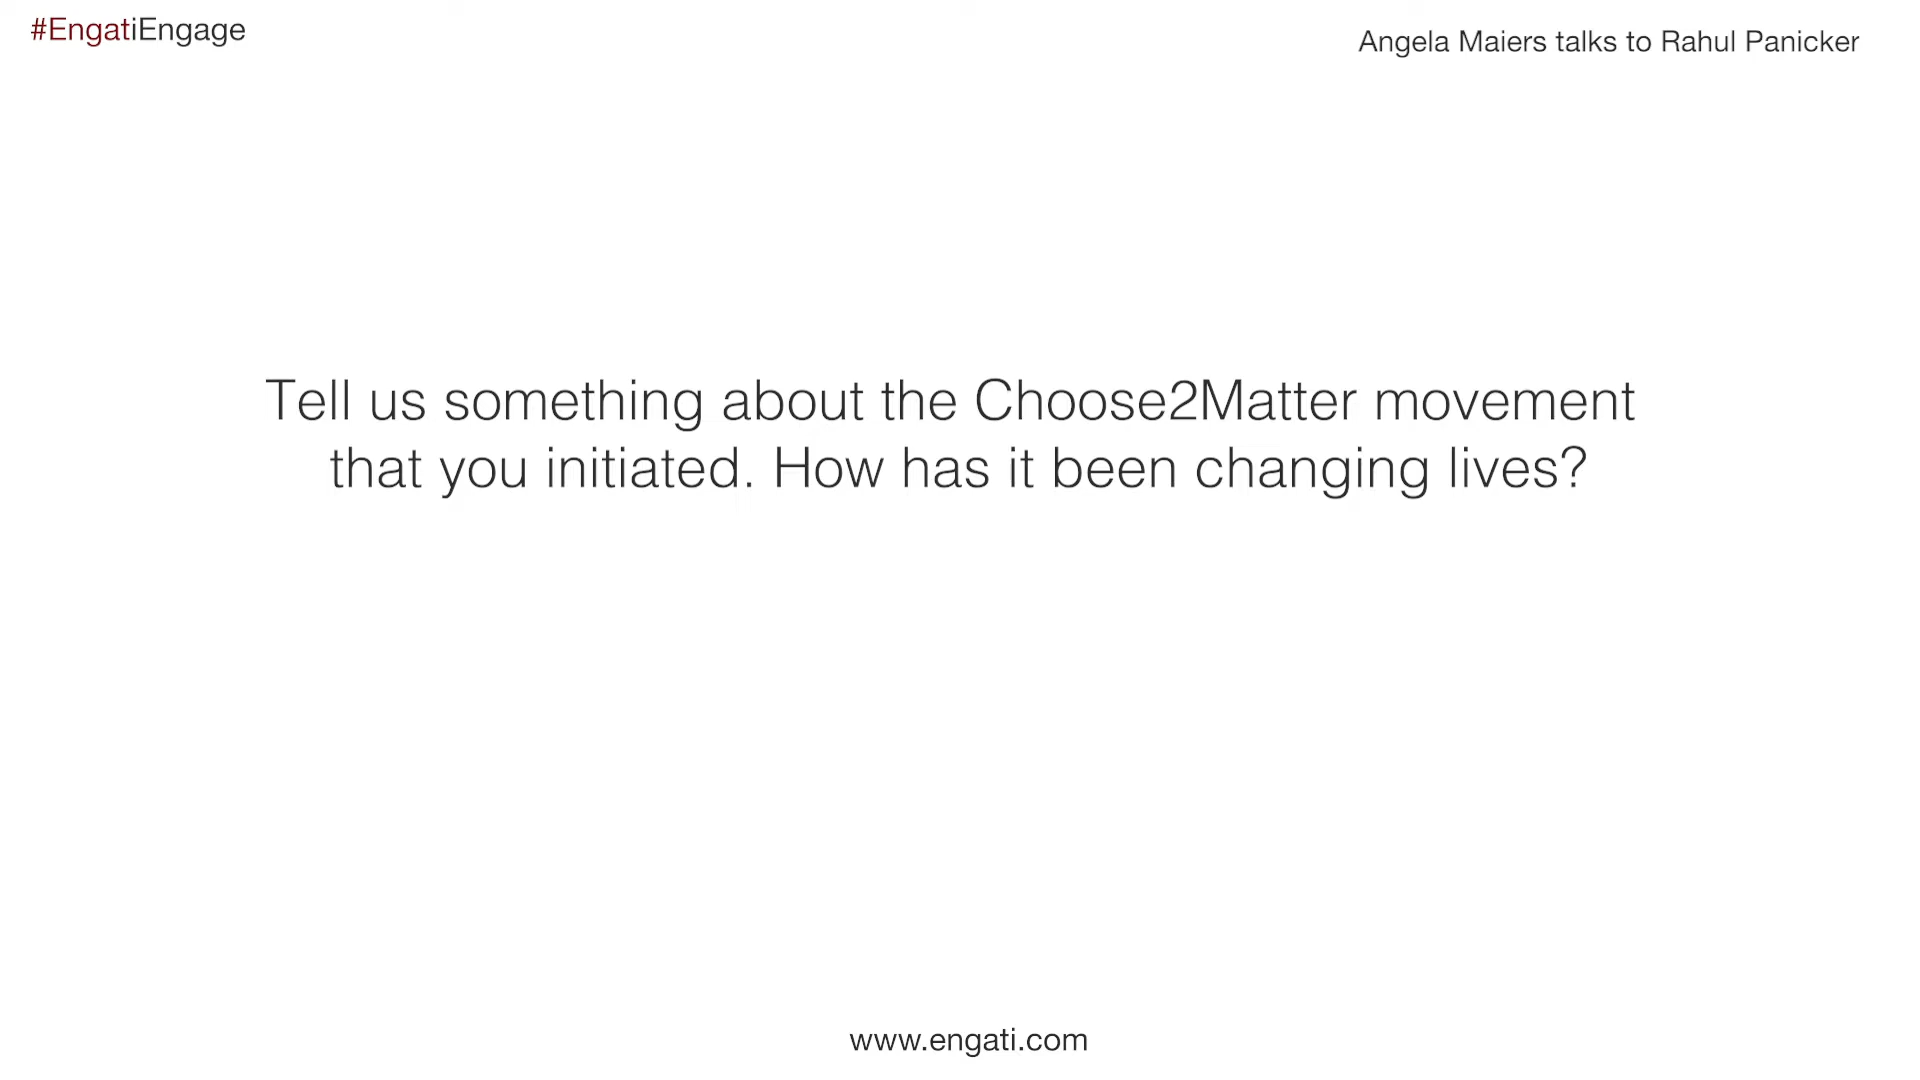 #EngatiEngage
Angela Maiers talks to Rahul Panicker
Tell us something about the Choose2Matter movement
that you initiated. How has it been changing lives?
www.engati.com